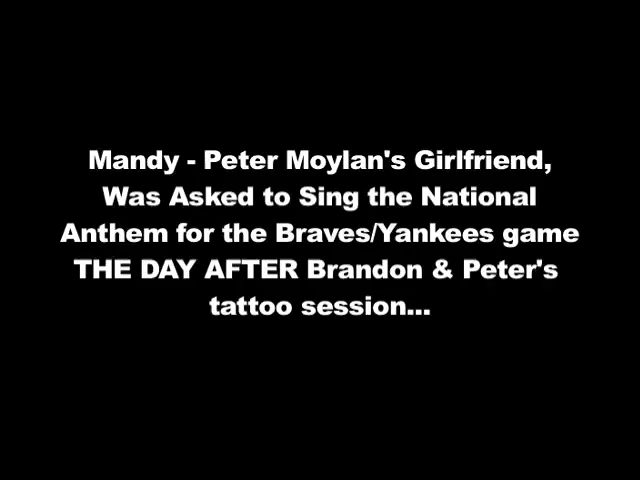 Mandy - Peter Moylan's Girlfriend,
Was Asked to Sing the National
Anthem for the Braves/Yankees game
THE DAY AFTER Brandon & Peter's
tattoo session...